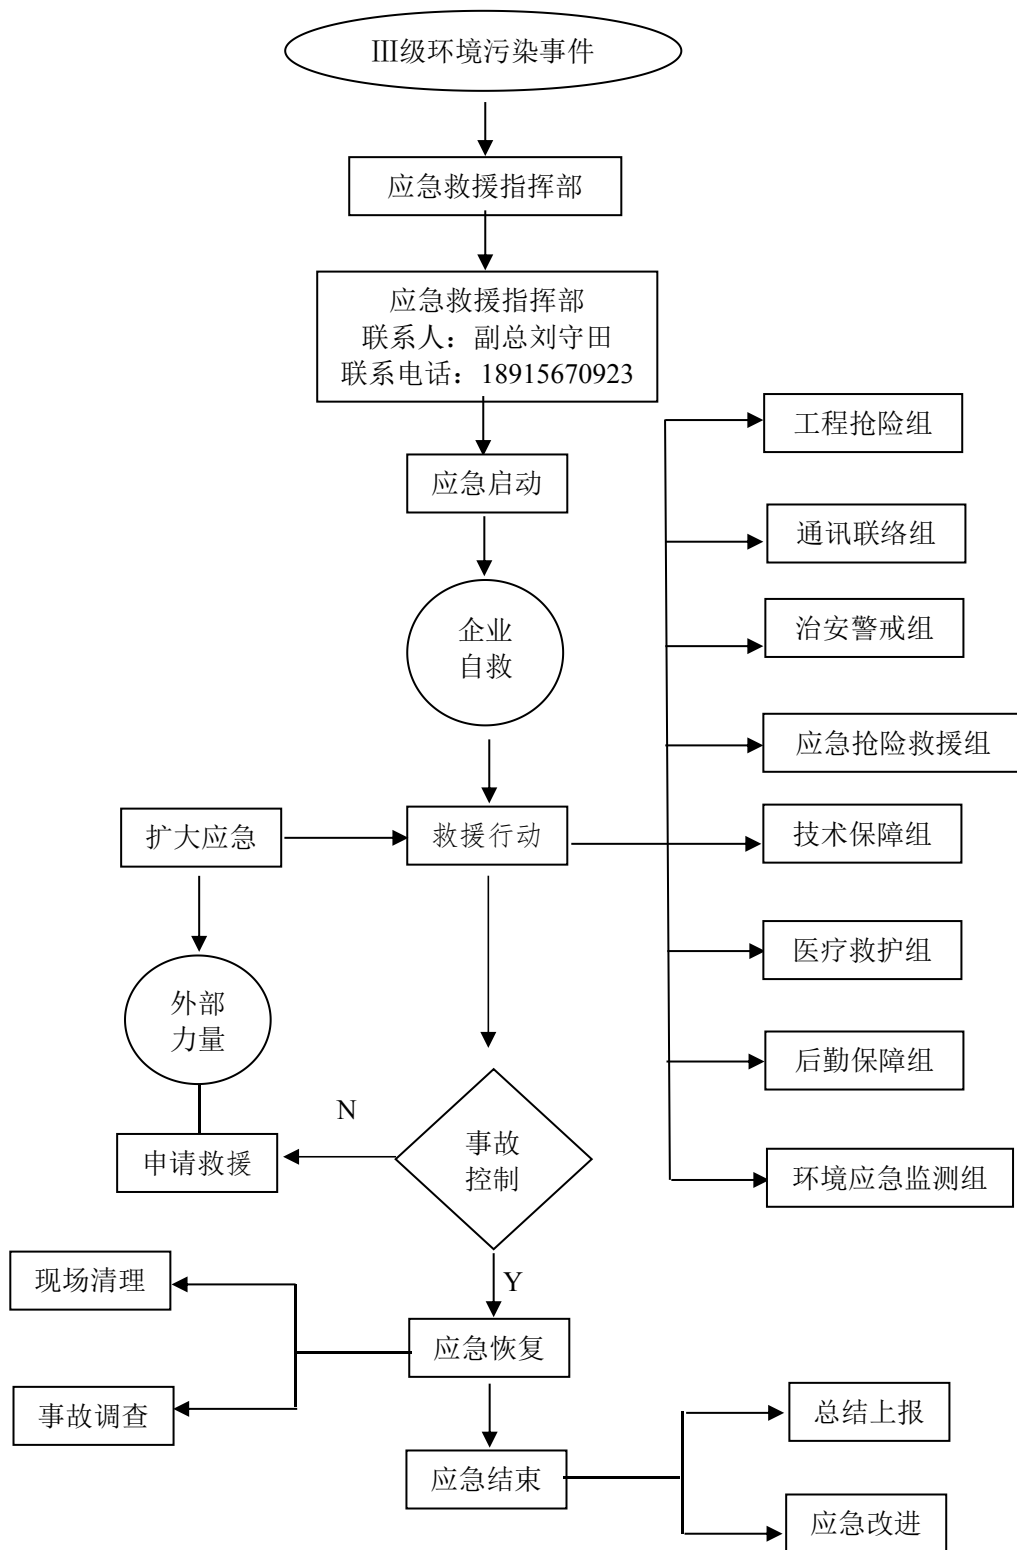 Ⅲ级环境污染事件
应急救援指挥部
应急救援指挥部
联系人：副总刘守田
联系电话：18915670923
工程抢险组
应急启动
通讯联络组
企业
自救
治安警戒组
应急抢险救援组
扩大应急
救援行动
技术保障组
医疗救护组
外部
力量
后勤保障组
N
事故
控制
申请救援
环境应急监测组
现场清理
Y
应急恢复
事故调查
总结上报
应急结束
应急改进